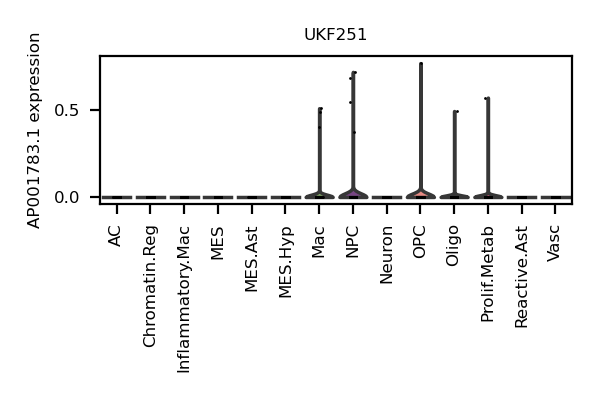 UKF251
AP001783.1 expression
0.5
0.0
AC
Chromatin.Reg
Inflammatory.Mac
MES
MES.Ast
MES.Hyp
Mac
NPC
Neuron
OPC
Oligo
Prolif.Metab
Reactive.Ast
Vasc